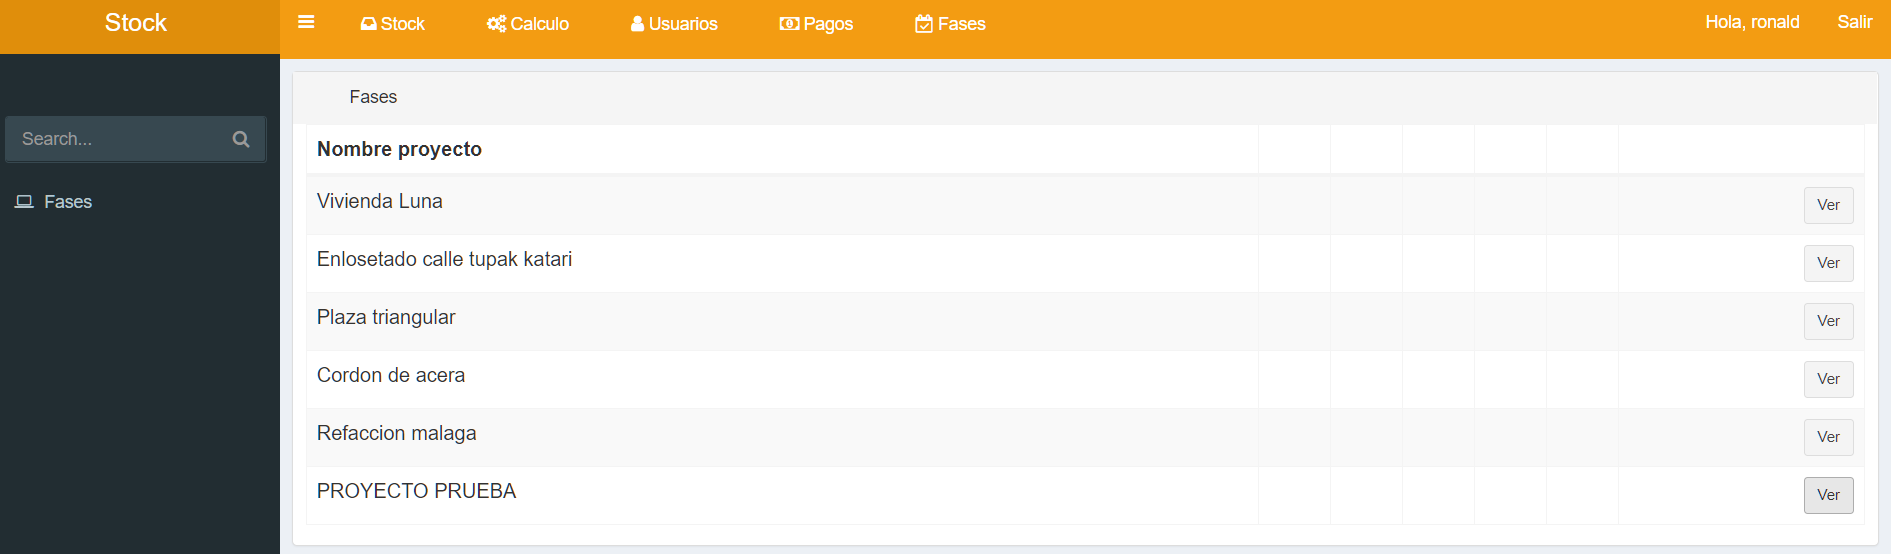 Stock
Stock Calculo Usuarios Pagos Fases Hola, ronald Salir
Search...
Fases
Fases
Nombre proyecto
Vivienda Luna Ver
Enlosetado calle tupak katari Ver
Plaza triangular Ver
Cordon de acera Ver
Refaccion malaga Ver
PROYECTO PRUEBA Ver